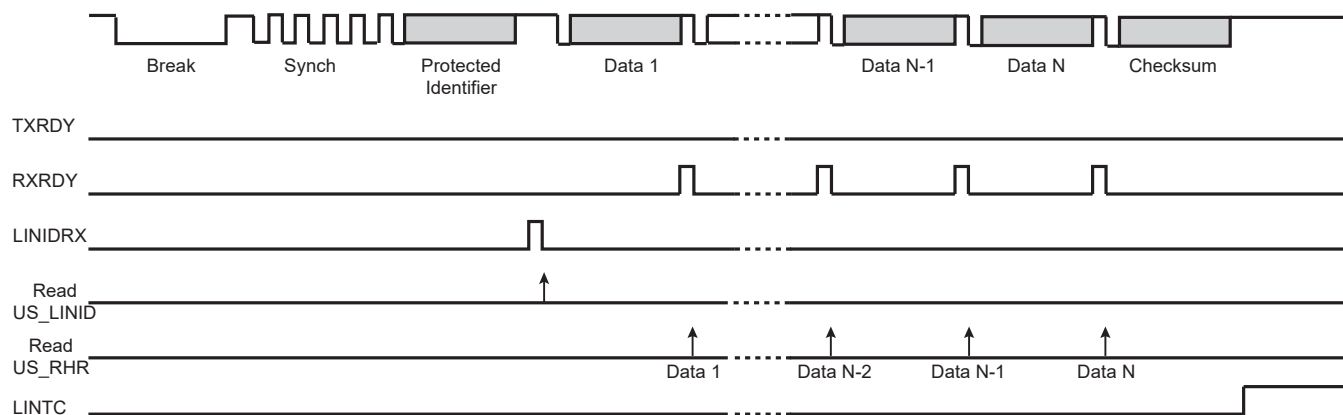 Break Synch Protected Data 1 Data N-1 Data N Checksum
Identifier
TXRDY
RXRDY
LINIDRX
Read
US_LINID
Read
US_RHR
Data 1 Data N-2 Data N-1 Data N
LINTC